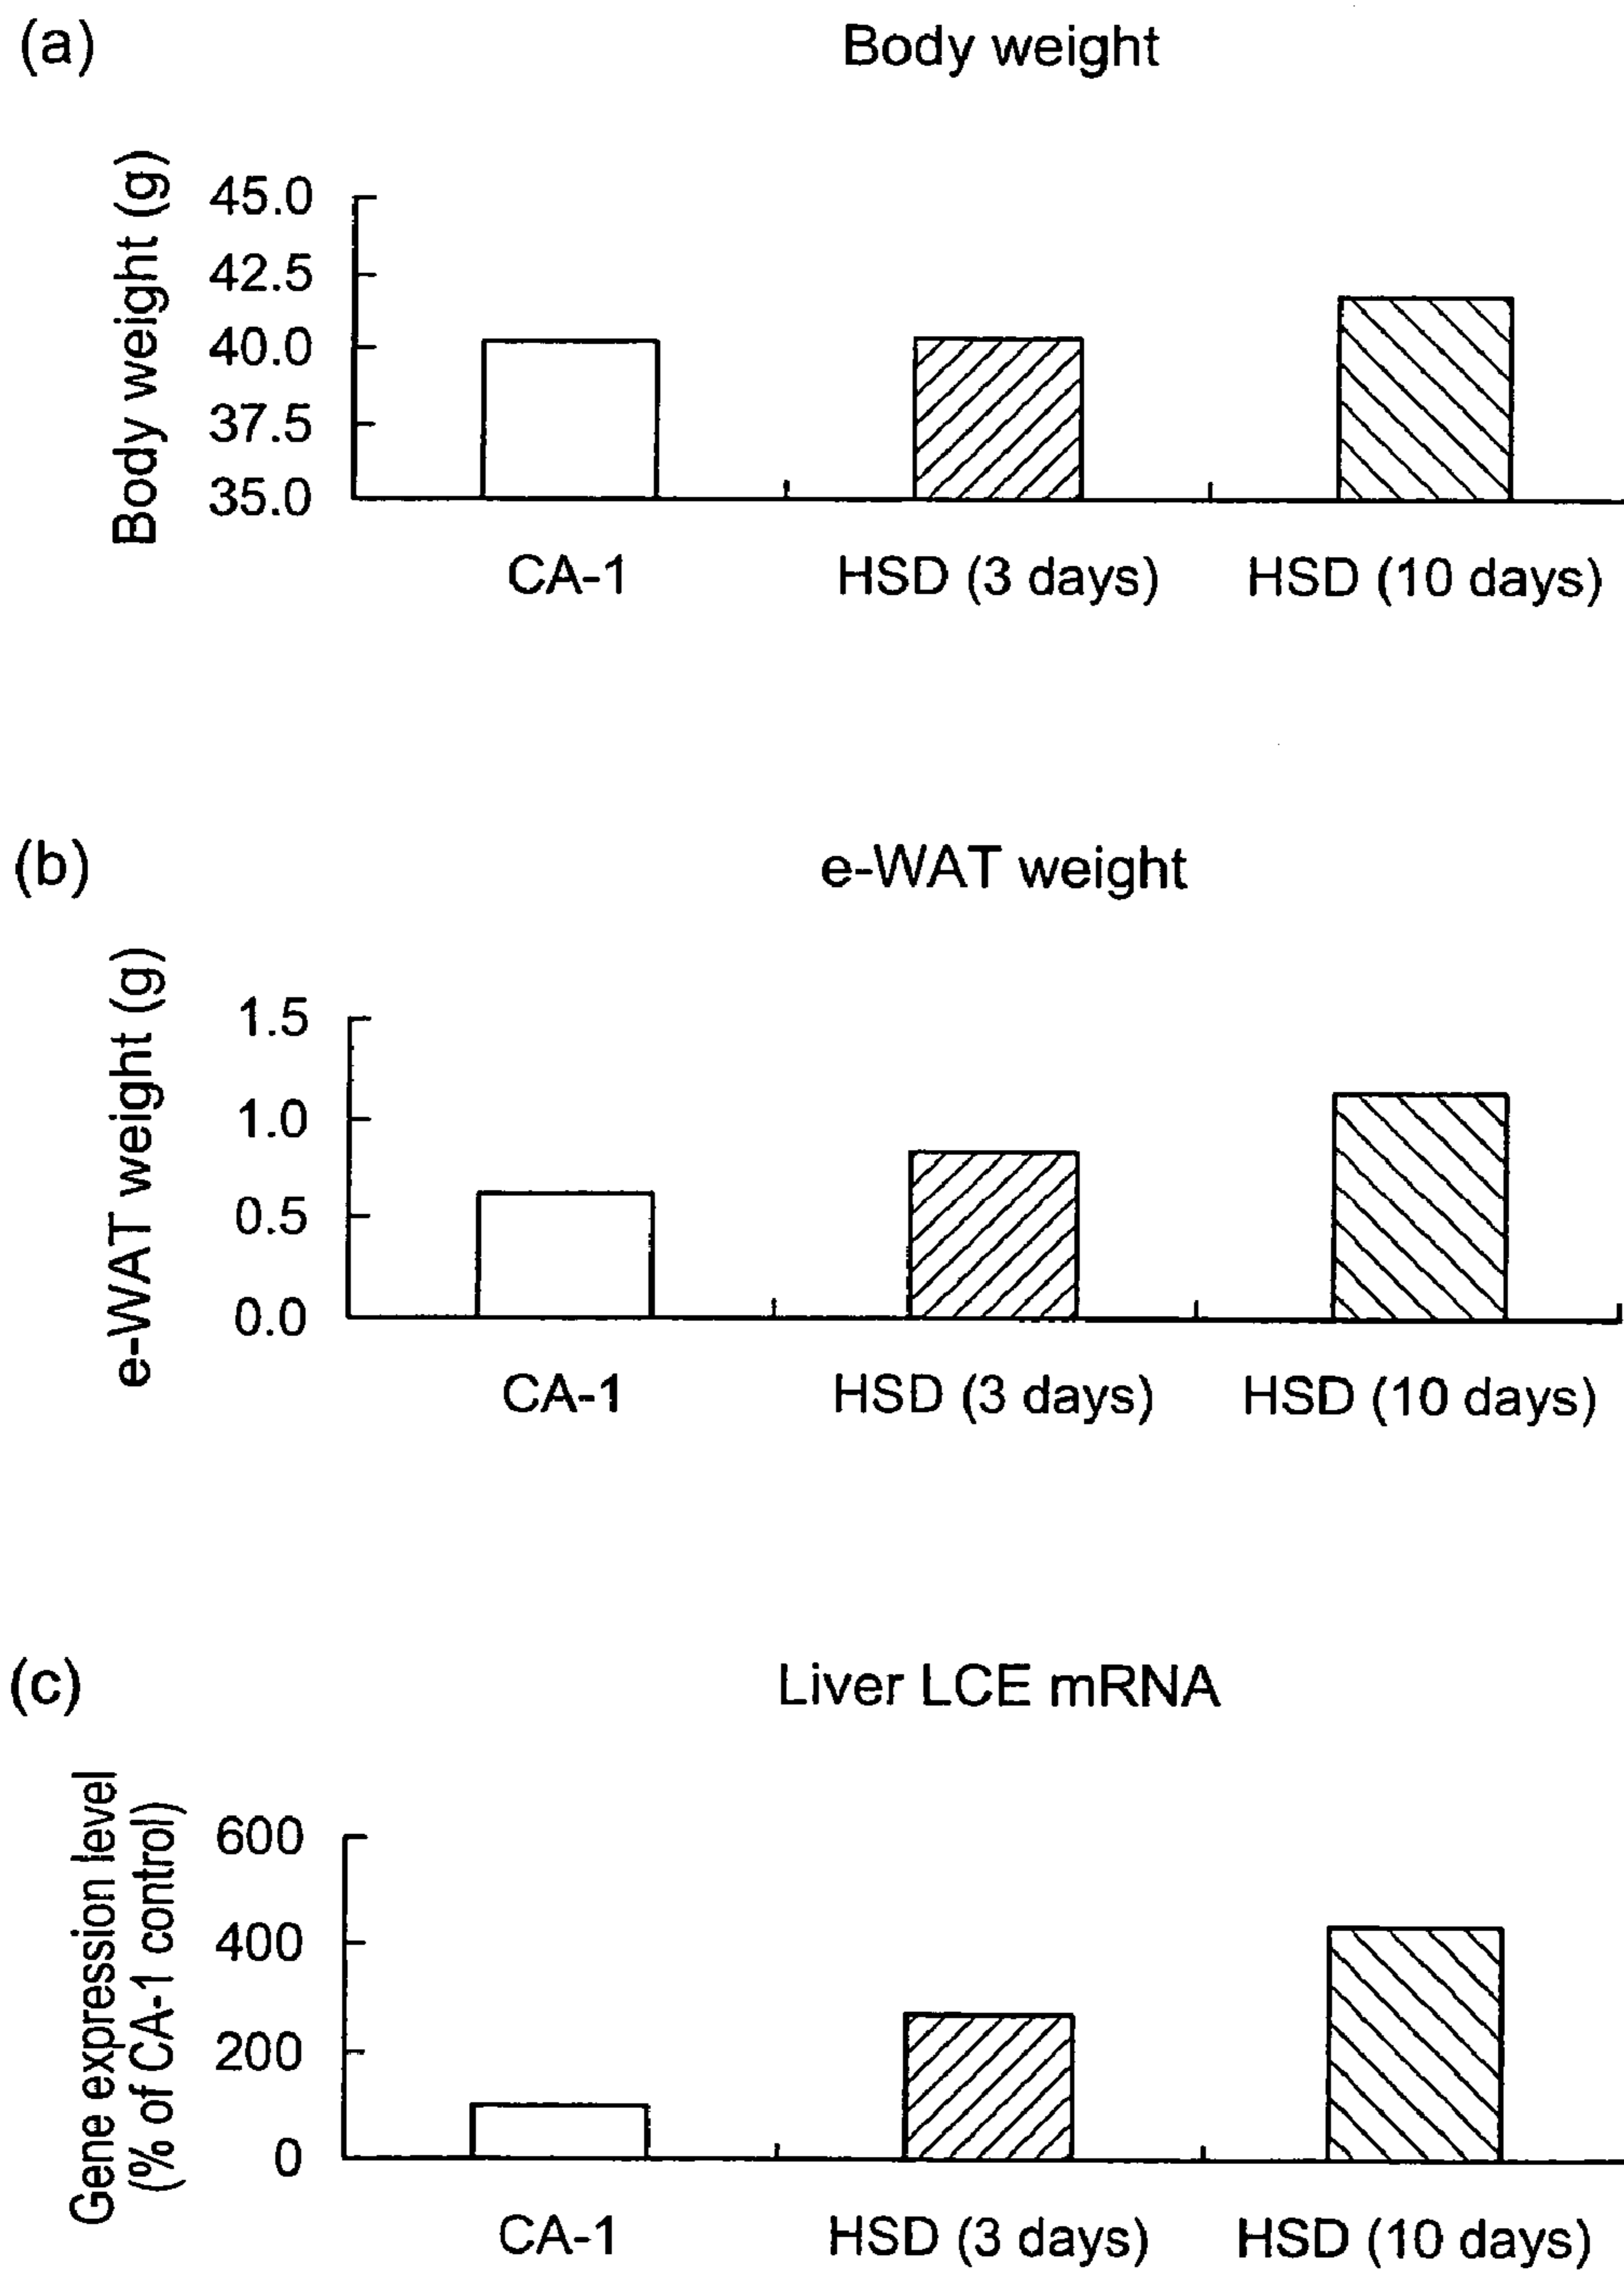 (a)
Body weight
Body weight (g)
45.0
42.5
40.0
37.5
35.0
CA-1 HSD (3 days) HSD (10 days)
(b)
e-WAT weight
e-WAT weight (g)
1.5
1.0
0.5
0.0
CA-1 HSD (3 days) HSD (10 days)
(c)
Liver LCE mRNA
Gene expression level
(% of CA-1 control)
600
400
200
0
CA-1 HSD (3 days) HSD (10 days)